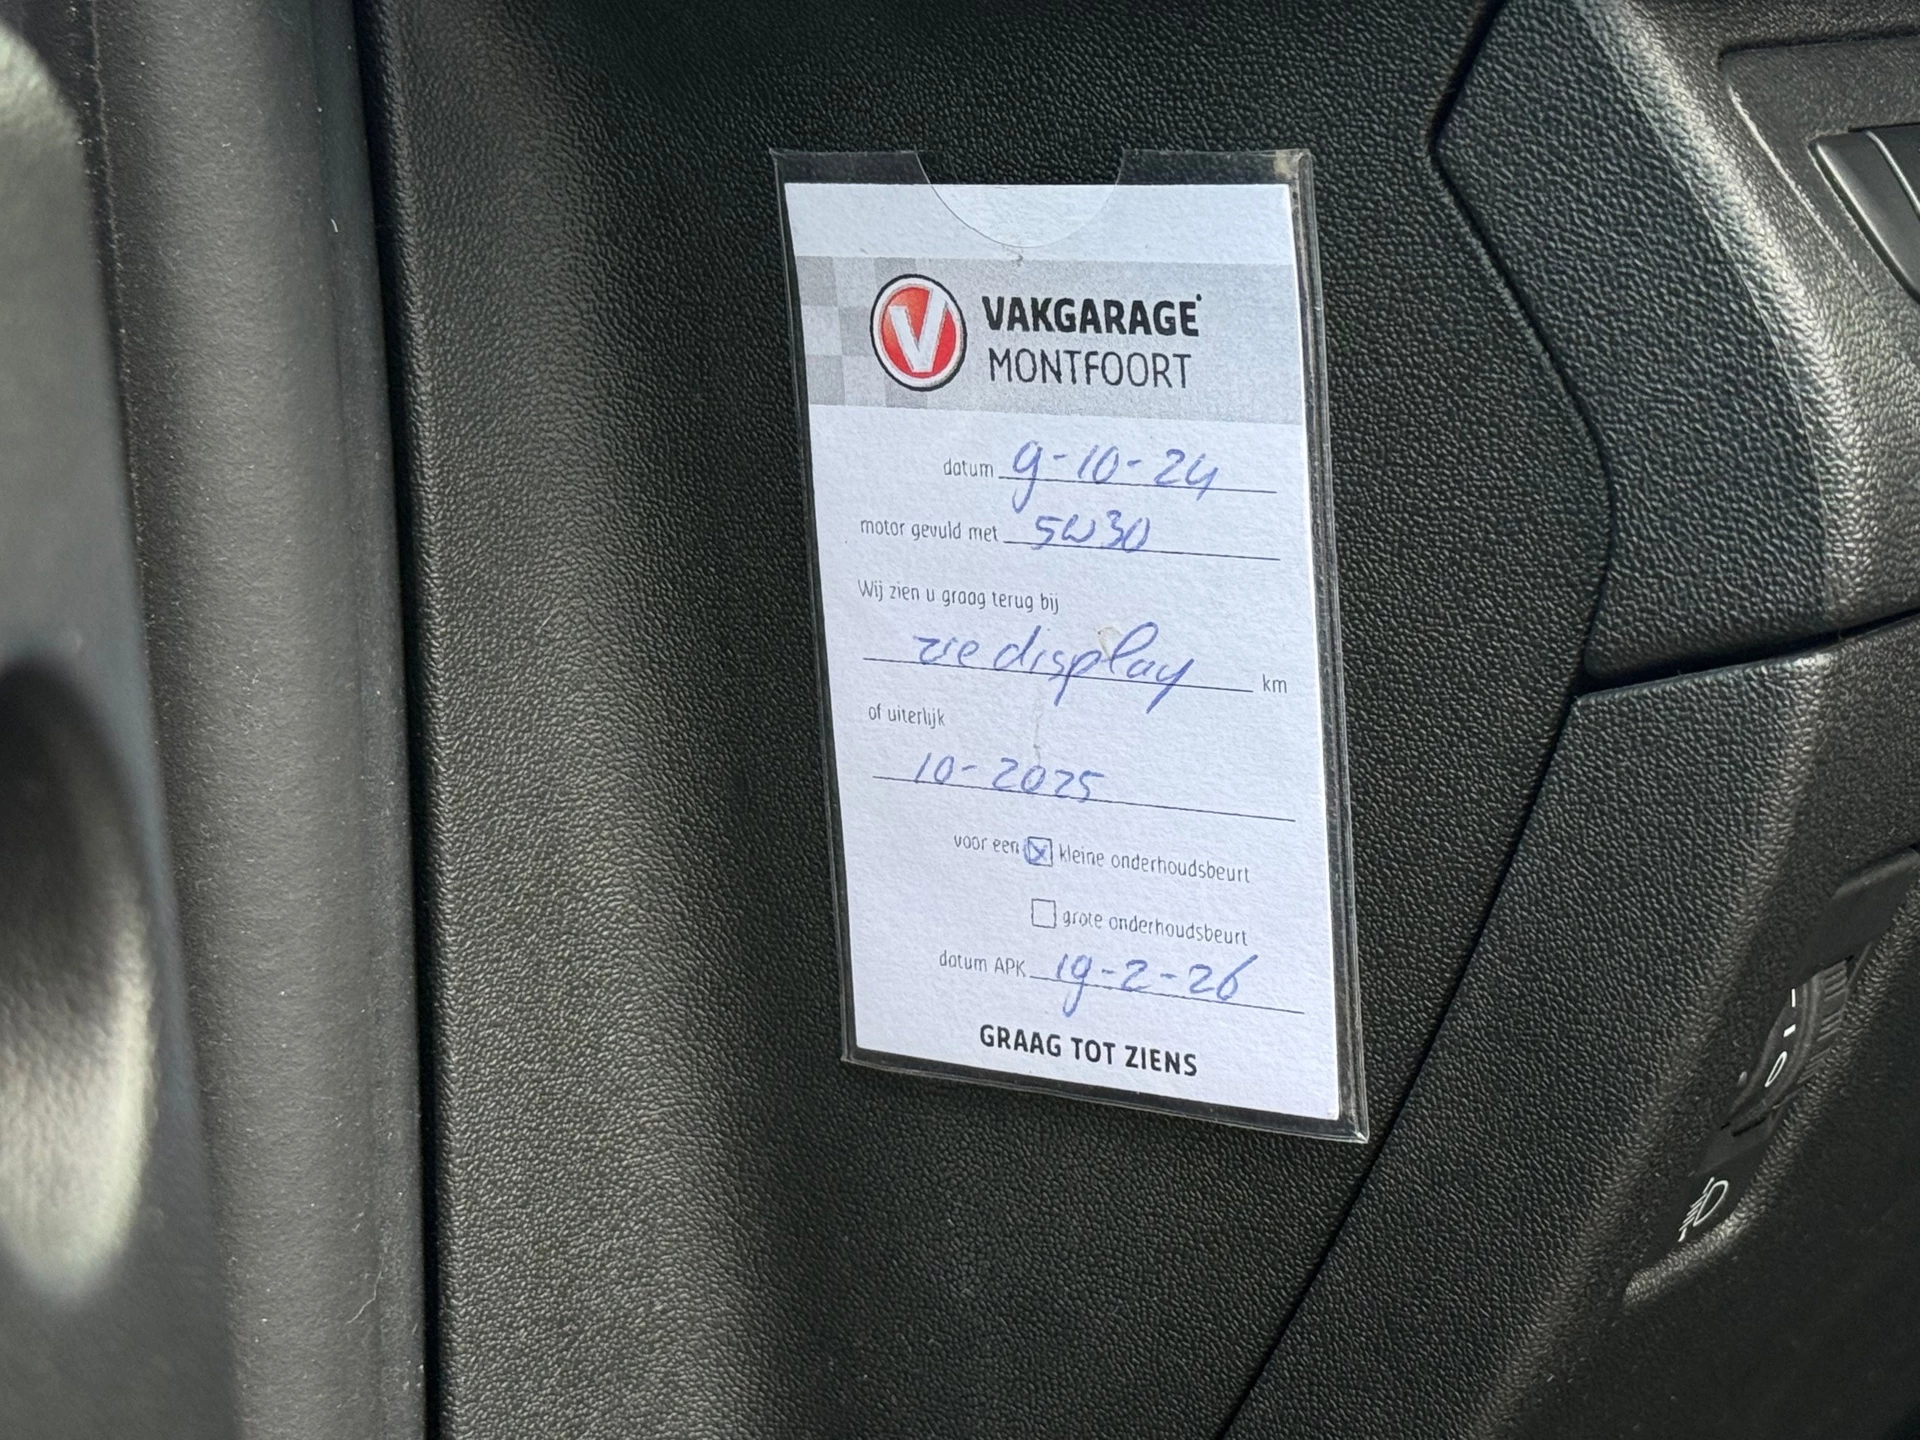 V VAKGARAGE
MONTFOORT
datum 9-10-24
motor gevuld met 5W30
Wij zien u graag terug bij
zie display km
of uiterlijk
10-2025
voor een ☒ kleine onderhoudsbeurt
☐ grote onderhoudsbeurt
datum APK 19-2-26
GRAAG TOT ZIENS
0